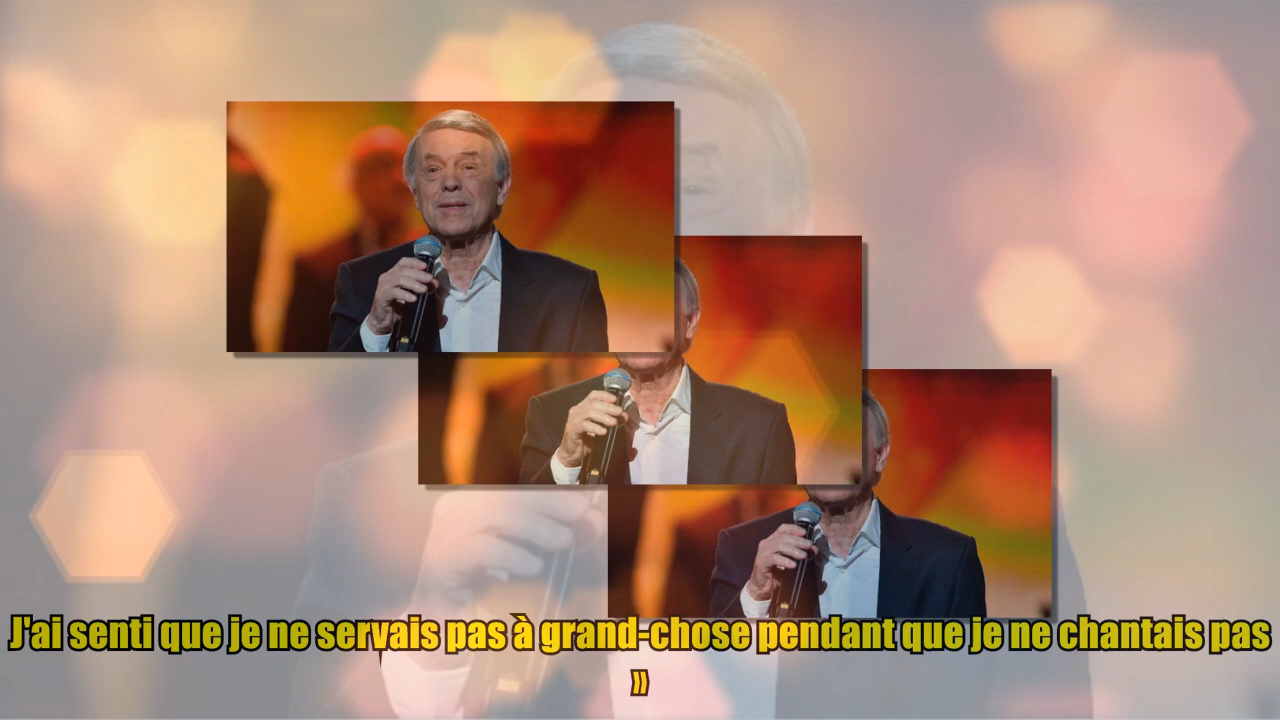 J'ai senti que je ne servais pas à grand-chose pendant que je ne chantais pas
»